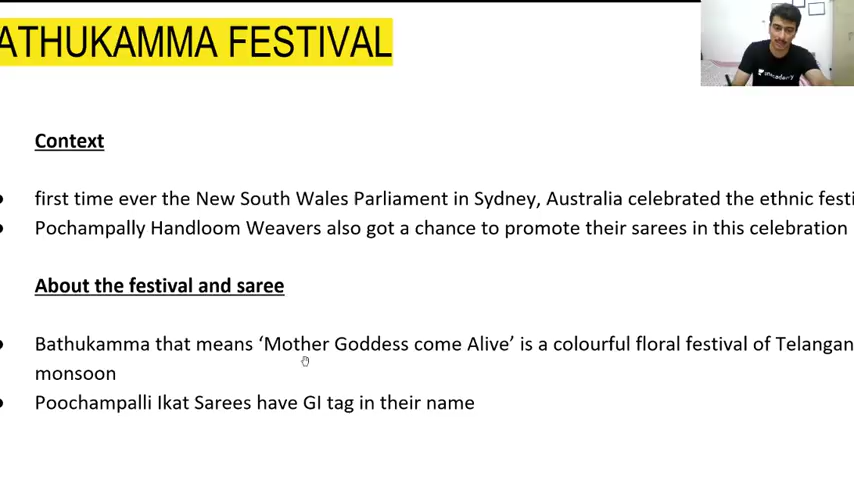 ATHUKAMMA FESTIVAL
Context
first time ever the New South Wales Parliament in Sydney, Australia celebrated the ethnic festi
Pochampally Handloom Weavers also got a chance to promote their sarees in this celebration
About the festival and saree
Bathukamma that means ‘Mother Goddess come Alive’ is a colourful floral festival of Telangan
monsoon
Poochampalli Ikat Sarees have GI tag in their name